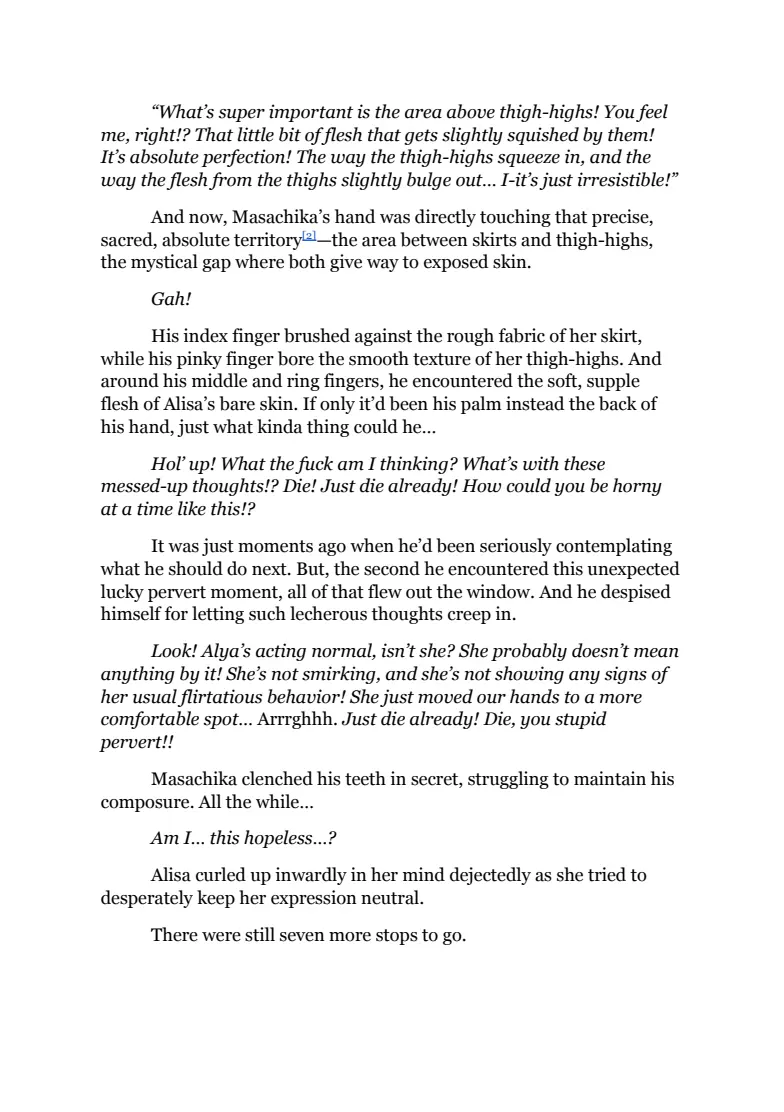 “What’s super important is the area above thigh-highs! You feel
me, right!? That little bit of flesh that gets slightly squished by them!
It’s absolute perfection! The way the thigh-highs squeeze in, and the
way the flesh from the thighs slightly bulge out… I-it’s just irresistible!”
And now, Masachika’s hand was directly touching that precise,
sacred, absolute territory[2]—the area between skirts and thigh-highs,
the mystical gap where both give way to exposed skin.
Gah!
His index finger brushed against the rough fabric of her skirt,
while his pinky finger bore the smooth texture of her thigh-highs. And
around his middle and ring fingers, he encountered the soft, supple
flesh of Alisa’s bare skin. If only it’d been his palm instead the back of
his hand, just what kinda thing could he…
Hol’ up! What the fuck am I thinking? What’s with these
messed-up thoughts!? Die! Just die already! How could you be horny
at a time like this!?
It was just moments ago when he’d been seriously contemplating
what he should do next. But, the second he encountered this unexpected
lucky pervert moment, all of that flew out the window. And he despised
himself for letting such lecherous thoughts creep in.
Look! Alya’s acting normal, isn’t she? She probably doesn’t mean
anything by it! She’s not smirking, and she’s not showing any signs of
her usual flirtatious behavior! She just moved our hands to a more
comfortable spot… Arrrghhh. Just die already! Die, you stupid
pervert!!
Masachika clenched his teeth in secret, struggling to maintain his
composure. All the while…
Am I… this hopeless…?
Alisa curled up inwardly in her mind dejectedly as she tried to
desperately keep her expression neutral.
There were still seven more stops to go.